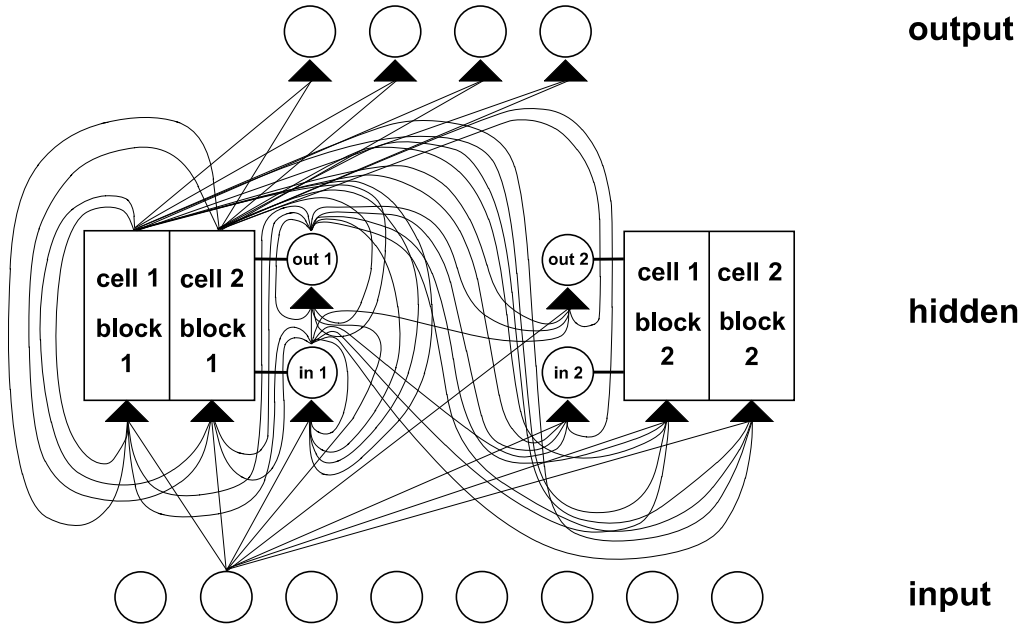 output
out 1
out 2
cell 1
cell 2
cell 1
cell 2
block
1
block
1
block
2
block
2
hidden
in 1
in 2
input